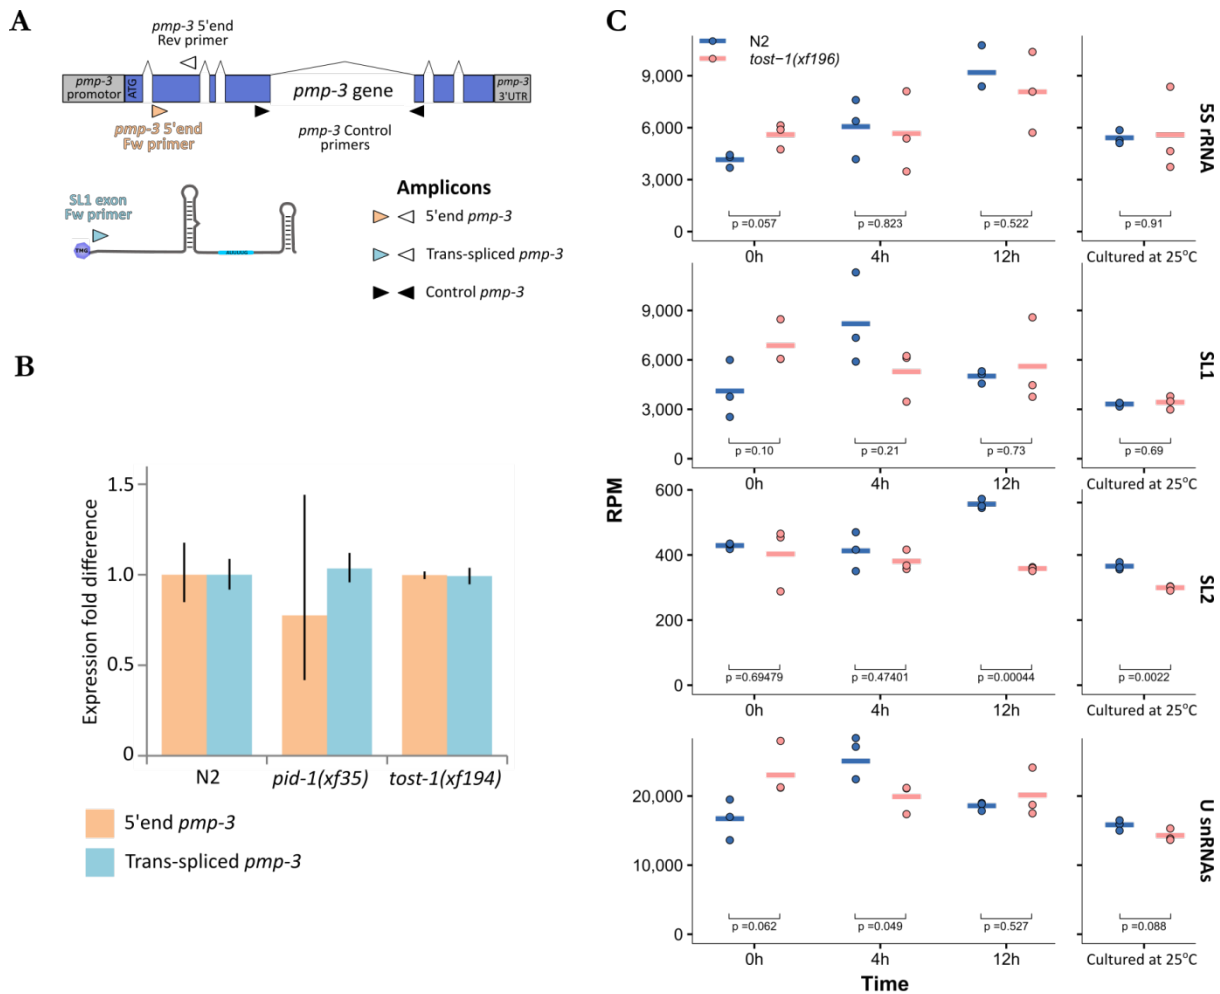 A
pmp-3 5'end
Rev primer
pmp-3
promotor
ATG
pmp-3 gene
pmp-3
3'UTR
pmp-3 5'end
Fw primer
pmp-3 Control
primers
SL1 exon
Fw primer
TMG
AUUUUUG
Amplicons
5'end pmp-3
Trans-spliced pmp-3
Control pmp-3
B
Expression fold difference
1.5
1.0
0.5
0
N2
pid-1(xf35)
tost-1(xf194)
5'end pmp-3
Trans-spliced pmp-3
C
N2
tost-1(xf196)
RPM
9,000
6,000
3,000
0
p =0.057
p =0.823
p =0.522
p =0.91
0h
4h
12h
Cultured at 25°C
5S rRNA
9,000
6,000
3,000
0
p =0.10
p =0.21
p =0.73
p =0.69
0h
4h
12h
Cultured at 25°C
SL1
600
400
200
0
p =0.69479
p =0.47401
p =0.00044
p =0.0022
0h
4h
12h
Cultured at 25°C
SL2
20,000
10,000
0
p =0.062
p =0.049
p =0.527
p =0.088
0h
4h
12h
Cultured at 25°C
U snRNAs
Time